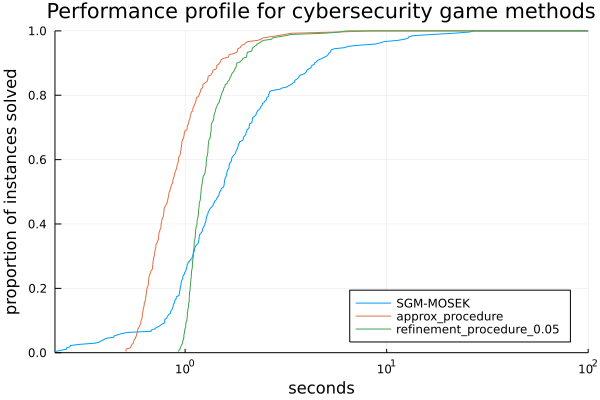 Performance profile for cybersecurity game methods
proportion of instances solved
1.0
0.8
0.6
0.4
0.2
0.0
SGM-MOSEK
approx_procedure
refinement_procedure_0.05
10⁰
10¹
10²
seconds